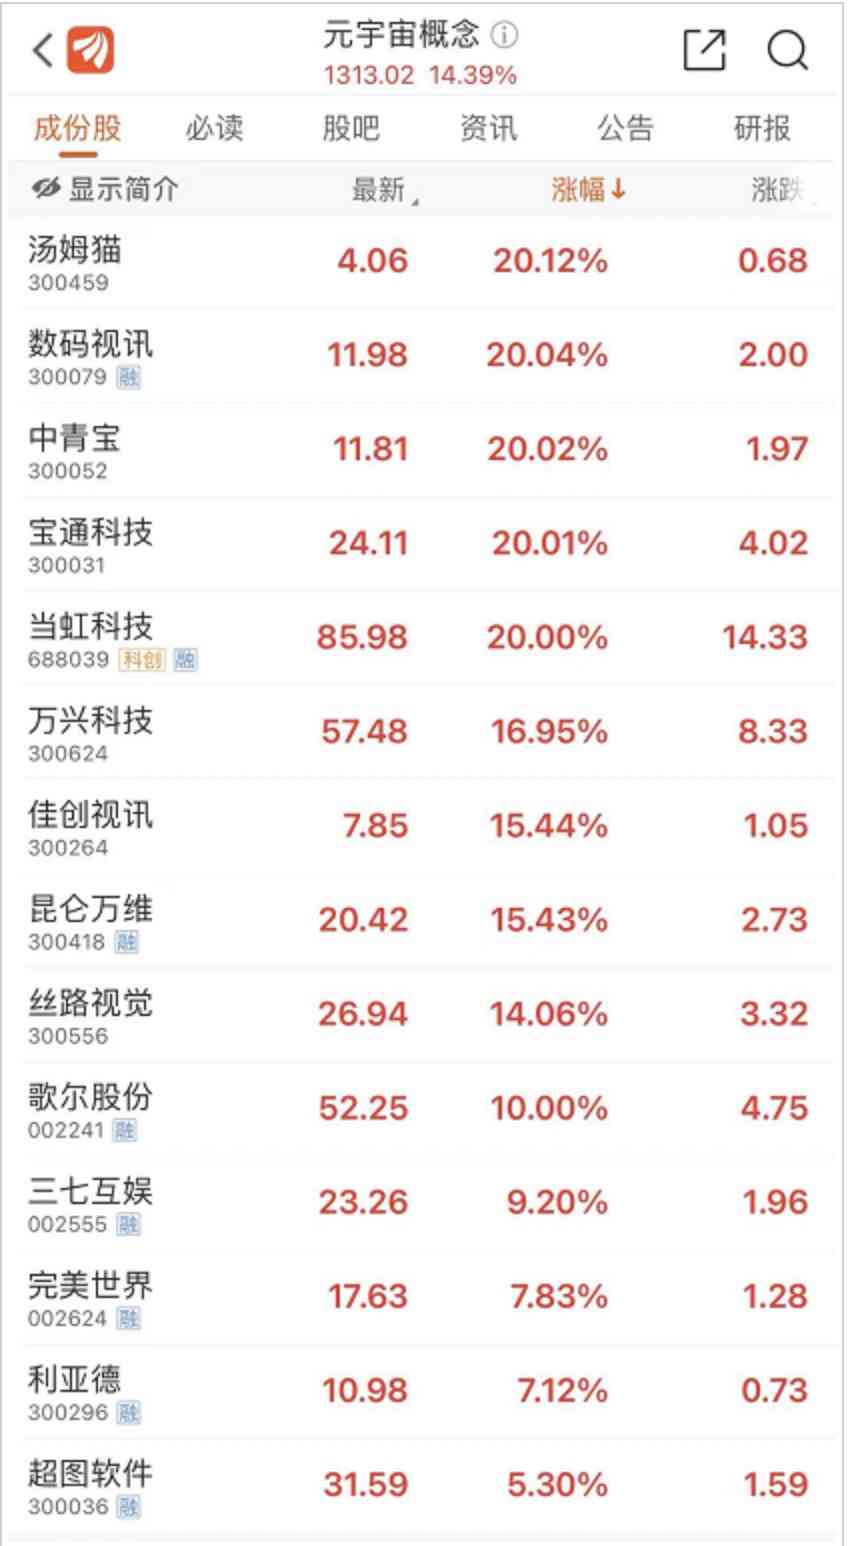 元宇宙概念
1313.02 14.39%
成份股 必读 股吧 资讯 公告 研报
显示简介 最新 涨幅↓ 涨跌
汤姆猫 4.06 20.12% 0.68
300459
数码视讯 11.98 20.04% 2.00
300079 融
中青宝 11.81 20.02% 1.97
300052
宝通科技 24.11 20.01% 4.02
300031
当虹科技 85.98 20.00% 14.33
688039 科创 融
万兴科技 57.48 16.95% 8.33
300624
佳创视讯 7.85 15.44% 1.05
300264
昆仑万维 20.42 15.43% 2.73
300418 融
丝路视觉 26.94 14.06% 3.32
300556
歌尔股份 52.25 10.00% 4.75
002241 融
三七互娱 23.26 9.20% 1.96
002555 融
完美世界 17.63 7.83% 1.28
002624 融
利亚德 10.98 7.12% 0.73
300296 融
超图软件 31.59 5.30% 1.59
300036 融